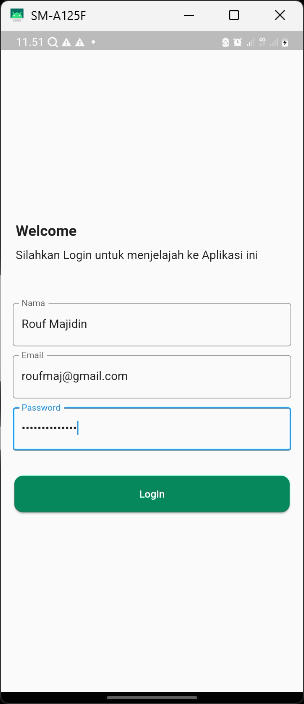 SM-A125F
11.51
Welcome
Silahkan Login untuk menjelajah ke Aplikasi ini
Nama
Rouf Majidin
Email
roufmaj@gmail.com
Password
••••••••••••••
Login